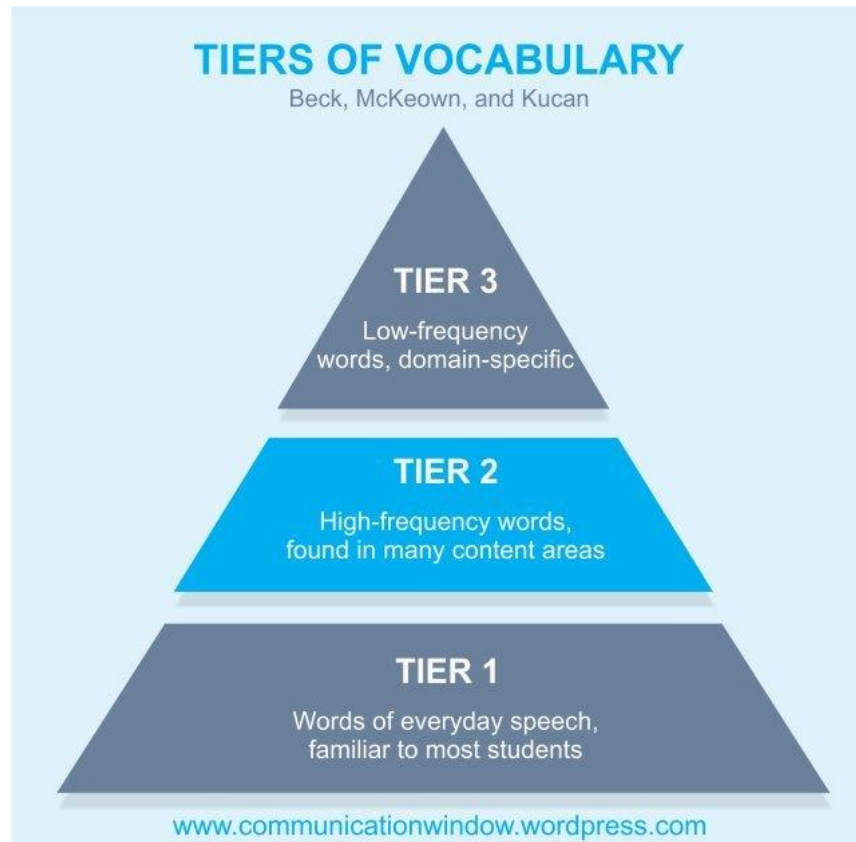 TIERS OF VOCABULARY
Beck, McKeown, and Kucan
TIER 3
Low-frequency
words, domain-specific
TIER 2
High-frequency words,
found in many content areas
TIER 1
Words of everyday speech,
familiar to most students
www.communicationwindow.wordpress.com